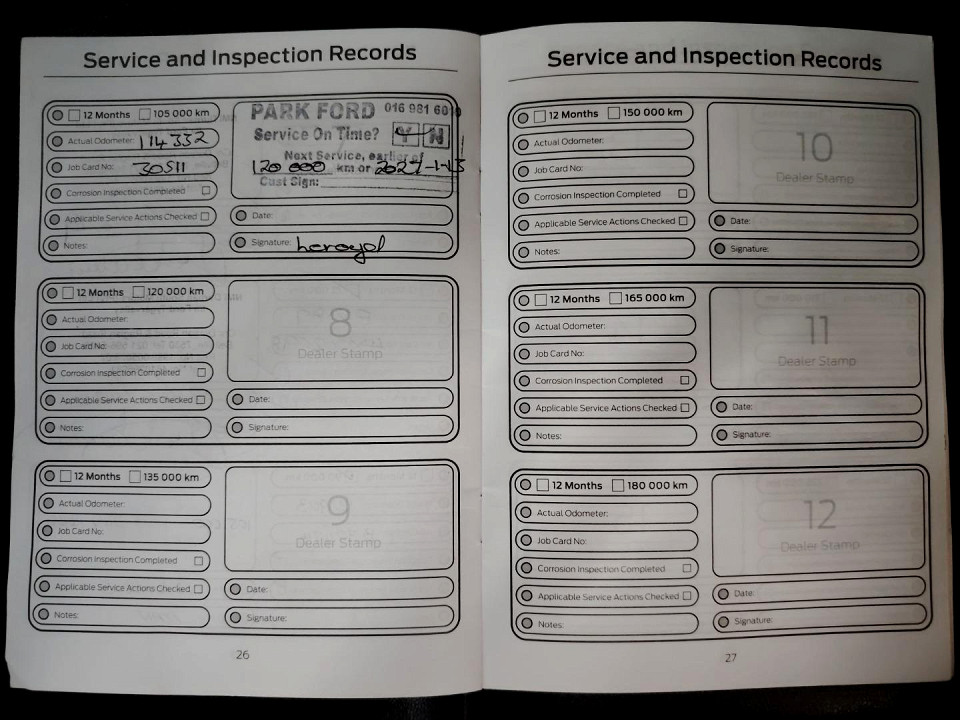 Service and Inspection Records
12 Months 105 000 km
Actual Odometer: 114 332
Job Card No: 30511
Corrosion Inspection Completed
Applicable Service Actions Checked
Notes:
PARK FORD 016 981 60
Service On Time? Y N
Next Service, earlier of
120 000 km or
Cust Sign:
Date:
Signature:
12 Months 120 000 km
Actual Odometer:
Job Card No:
Corrosion Inspection Completed
Applicable Service Actions Checked
Notes:
8
Dealer Stamp
Date:
Signature:
12 Months 135 000 km
Actual Odometer:
Job Card No:
Corrosion Inspection Completed
Applicable Service Actions Checked
Notes:
9
Dealer Stamp
Date:
Signature:
26
Service and Inspection Records
12 Months 150 000 km
Actual Odometer:
Job Card No:
Corrosion Inspection Completed
Applicable Service Actions Checked
Notes:
10
Dealer Stamp
Date:
Signature:
12 Months 165 000 km
Actual Odometer:
Job Card No:
Corrosion Inspection Completed
Applicable Service Actions Checked
Notes:
11
Dealer Stamp
Date:
Signature:
12 Months 180 000 km
Actual Odometer:
Job Card No:
Corrosion Inspection Completed
Applicable Service Actions Checked
Notes:
12
Dealer Stamp
Date:
Signature:
27